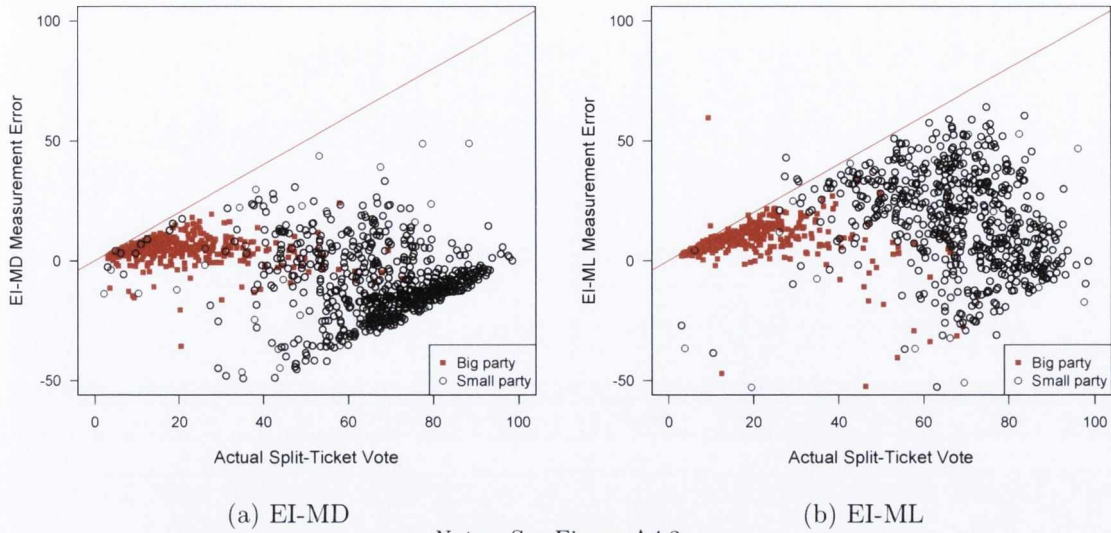 100
50
0
-50
EI-MD Measurement Error
0 20 40 60 80 100
Actual Split-Ticket Vote
Big party
Small party
(a) EI-MD
100
50
0
-50
EI-ML Measurement Error
0 20 40 60 80 100
Actual Split-Ticket Vote
Big party
Small party
(b) EI-ML